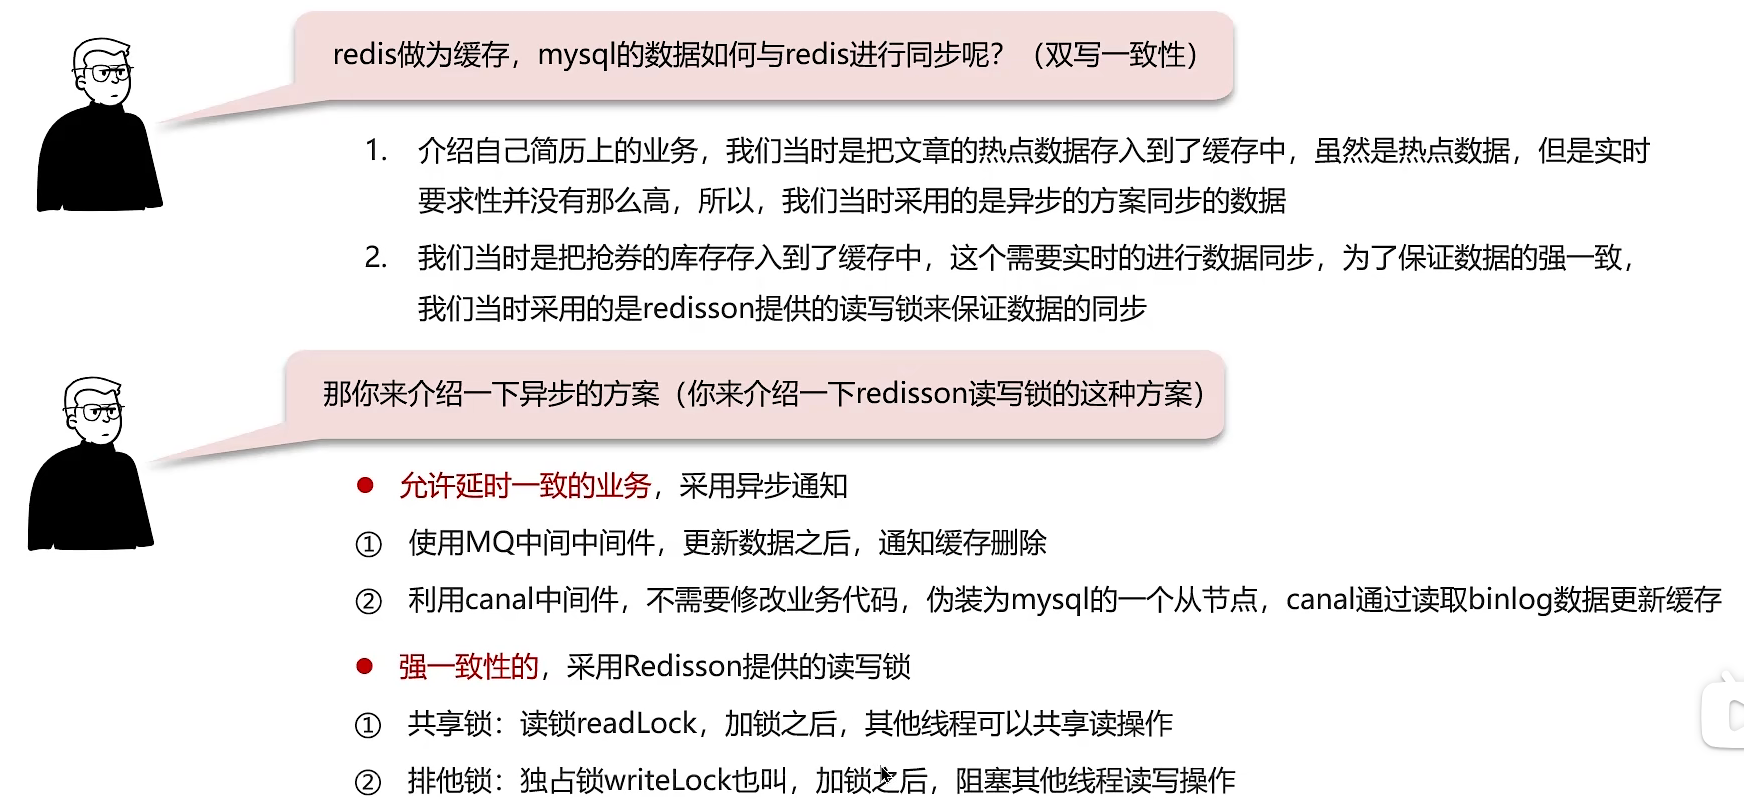 redis做为缓存，mysql的数据如何与redis进行同步呢？（双写一致性）
1. 介绍自己简历上的业务，我们当时是把文章的热点数据存入到了缓存中，虽然是热点数据，但是实时
要求性并没有那么高，所以，我们当时采用的是异步的方案同步的数据
2. 我们当时是把抢券的库存存入到了缓存中，这个需要实时的进行数据同步，为了保证数据的强一致，
我们当时采用的是redisson提供的读写锁来保证数据的同步
那你来介绍一下异步的方案（你来介绍一下redisson读写锁的这种方案）
● 允许延时一致的业务，采用异步通知
① 使用MQ中间中间件，更新数据之后，通知缓存删除
② 利用canal中间件，不需要修改业务代码，伪装为mysql的一个从节点，canal通过读取binlog数据更新缓存
● 强一致性的，采用Redisson提供的读写锁
① 共享锁：读锁readLock，加锁之后，其他线程可以共享读操作
② 排他锁：独占锁writeLock也叫，加锁之后，阻塞其他线程读写操作